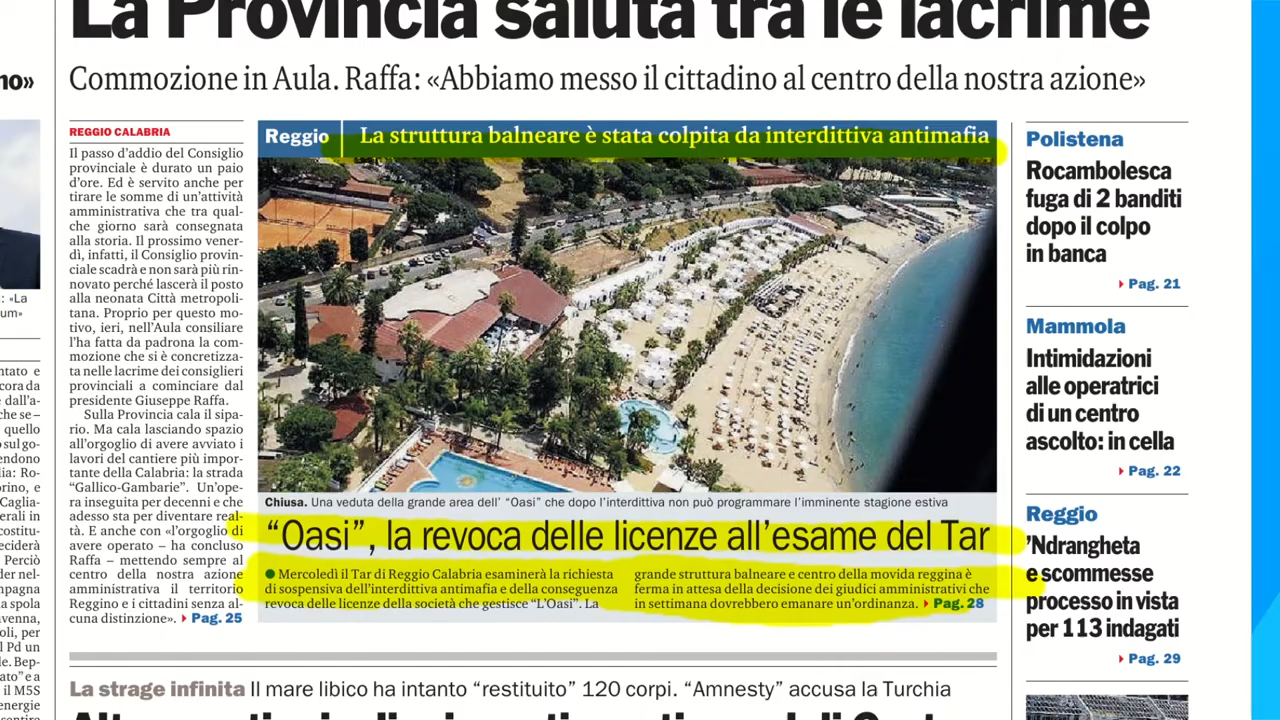 La Provincia saluta tra le lacrime
Commozione in Aula. Raffa: «Abbiamo messo il cittadino al centro della nostra azione»
REGGIO CALABRIA
Il passo d'addio del Consiglio
provinciale è durato un paio
d'ore. Ed è servito anche per
tirare le somme di un'attività
amministrativa che tra qual-
che giorno sarà consegnata
alla storia. Il prossimo vener-
dì, infatti, il Consiglio provin-
ciale scadrà e non sarà più rin-
novato perché lascerà il posto
alla neonata Città metropoli-
tana. Proprio per questo mo-
tivo, ieri, nell'Aula consiliare
l'ha fatta da padrona la com-
mozione che si è concretizza-
ta nelle lacrime dei consiglieri
provinciali a cominciare dal
presidente Giuseppe Raffa.
Sulla Provincia cala il sipa-
rio. Ma cala lasciando spazio
all'orgoglio di avere avviato i
lavori del cantiere più impor-
tante della Calabria: la strada
“Gallico-Gambarie”. Un'ope-
ra inseguita per decenni e che
adesso sta per diventare real-
tà. E anche con «l'orgoglio di
avere operato – ha concluso
Raffa – mettendo sempre al
centro della nostra azione
amministrativa il territorio
Reggino e i cittadini senza al-
cuna distinzione». Pag. 25
Reggio
La struttura balneare è stata colpita da interdittiva antimafia
Chiusa. Una veduta della grande area dell' “Oasi” che dopo l'interdittiva non può programmare l'imminente stagione estiva
“Oasi”, la revoca delle licenze all'esame del Tar
Mercoledì il Tar di Reggio Calabria esaminerà la richiesta
di sospensiva dell'interdittiva antimafia e della conseguenza
revoca delle licenze della società che gestisce “L'Oasi”. La
grande struttura balneare e centro della movida reggina è
ferma in attesa della decisione dei giudici amministrativi che
in settimana dovrebbero emanare un'ordinanza. Pag. 28
Polistena
Rocambolesca
fuga di 2 banditi
dopo il colpo
in banca
Pag. 21
Mammola
Intimidazioni
alle operatrici
di un centro
ascolto: in cella
Pag. 22
Reggio
'Ndrangheta
e scommesse
processo in vista
per 113 indagati
Pag. 29
La strage infinita Il mare libico ha intanto “restituito” 120 corpi. “Amnesty” accusa la Turchia